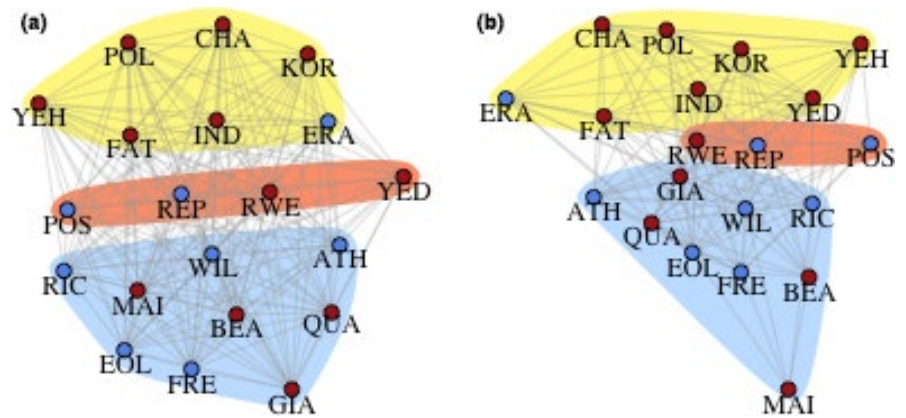 (a)
CHA
POL
KOR
YEH
FAT
IND
ERA
YED
POS
REP
RWE
RIC
WIL
ATH
MAI
BEA
QUA
EOL
FRE
GIA
(b)
CHA
POL
KOR
YEH
ERA
IND
YED
FAT
RWE
REP
POS
GIA
ATH
WIL
RIC
QUA
EOL
FRE
BEA
MAI